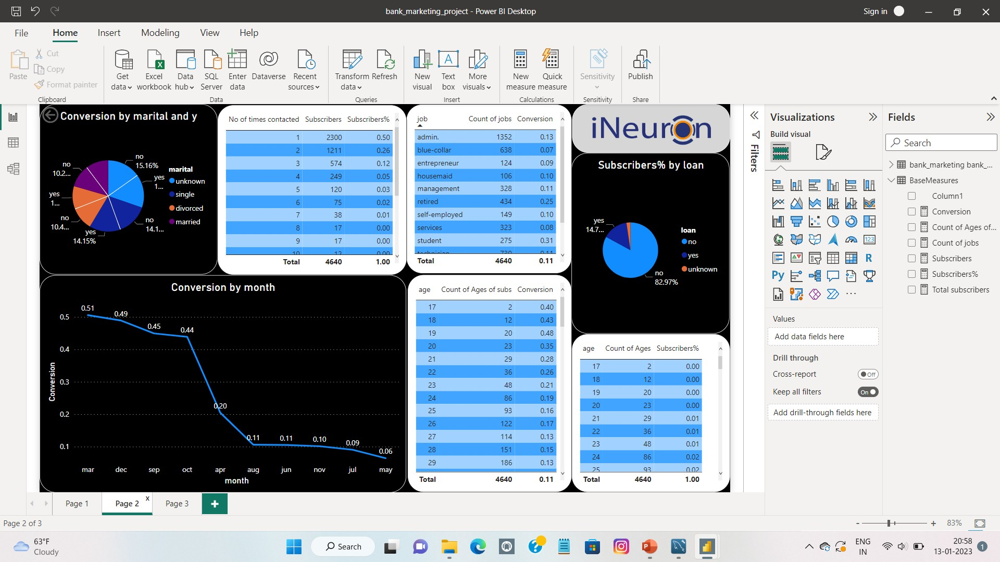 bank_marketing_project - Power BI Desktop
Sign in
File Home Insert Modeling View Help
Paste
Cut
Copy
Format painter
Clipboard
Get data
Excel workbook
Data hub
SQL Server
Enter data
Dataverse
Recent sources
Data
Transform data
Refresh
Queries
New visual
Text box
More visuals
Insert
New measure
Quick measure
Calculations
Sensitivity
Sensitivity
Publish
Share
Conversion by marital and y
no
15.16%
yes
1...
no
14.1...
yes
14.15%
no
10.4...
yes
1...
no
10.2...
marital
unknown
single
divorced
married
No of times contacted Subscribers Subscribers%
1 2300 0.50
2 1211 0.26
3 574 0.12
4 249 0.05
5 120 0.03
6 75 0.02
7 38 0.01
8 17 0.00
9 17 0.00
10 12 0.00
Total 4640 1.00
job Count of jobs Conversion
admin. 1352 0.13
blue-collar 638 0.07
entrepreneur 124 0.09
housemaid 106 0.10
management 328 0.11
retired 434 0.25
self-employed 149 0.10
services 323 0.08
student 275 0.31
technician 730 0.11
Total 4640 0.11
iNeuron
Subscribers% by loan
yes
14.7...
no
82.97%
loan
no
yes
unknown
Conversion by month
Conversion
0.5
0.4
0.3
0.2
0.1
0.51 0.49 0.45 0.44 0.20 0.11 0.11 0.10 0.09 0.06
mar dec sep oct apr aug jun nov jul may
month
age Count of Ages of subs Conversion
17 2 0.40
18 12 0.43
19 20 0.48
20 23 0.35
21 29 0.28
22 36 0.26
23 48 0.21
24 86 0.19
25 93 0.16
26 122 0.17
27 114 0.13
28 151 0.15
29 186 0.13
Total 4640 0.11
age Count of Ages Subscribers%
17 2 0.00
18 12 0.00
19 20 0.00
20 23 0.00
21 29 0.01
22 36 0.01
23 48 0.01
24 86 0.02
25 93 0.02
Total 4640 1.00
Filters
Visualizations
Build visual
123
R
Py
Values
Add data fields here
Drill through
Cross-report Off
Keep all filters On
Add drill-through fields here
Fields
Search
bank_marketing bank_...
BaseMeasures
Column1
Conversion
Count of Ages of...
Count of jobs
Subscribers
Subscribers%
Total subscribers
Page 1
Page 2 x
Page 3
+
Page 2 of 3
- + 83%
63°F
Cloudy
Search
ENG
IN
20:58
13-01-2023
1